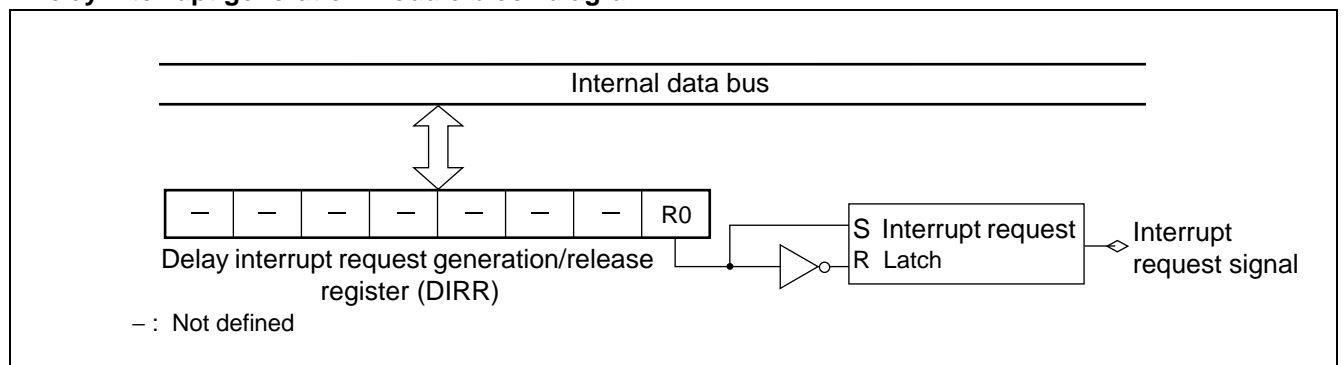 Internal data bus
— — — — — — — R0
S Interrupt request
R Latch
Interrupt
request signal
Delay interrupt request generation/release
register (DIRR)
– : Not defined